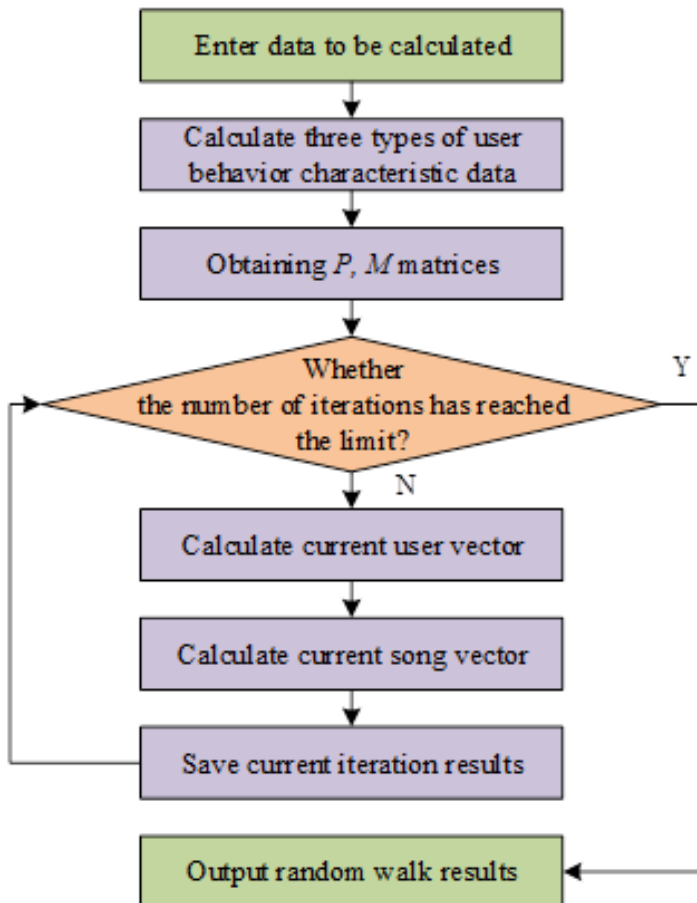 Enter data to be calculated
Calculate three types of user
behavior characteristic data
Obtaining P, M matrices
Whether
the number of iterations has reached
the limit?
Y
N
Calculate current user vector
Calculate current song vector
Save current iteration results
Output random walk results